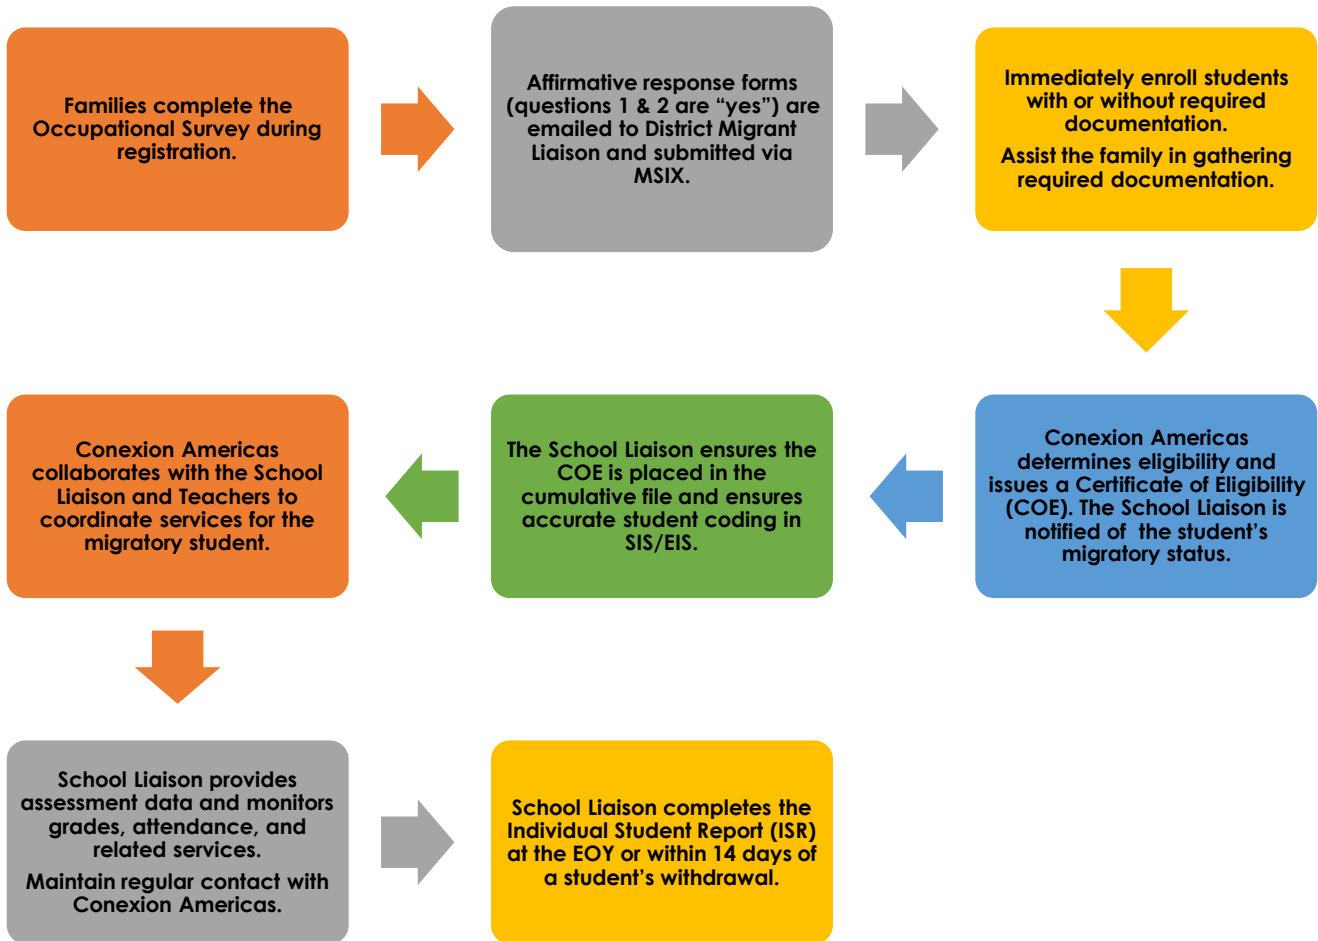 Families complete the
Occupational Survey during
registration.
Affirmative response forms
(questions 1 & 2 are “yes”) are
emailed to District Migrant
Liaison and submitted via
MSIX.
Immediately enroll students
with or without required
documentation.
Assist the family in gathering
required documentation.
Conexion Americas
determines eligibility and
issues a Certificate of Eligibility
(COE). The School Liaison is
notified of  the student’s
migratory status.
The School Liaison ensures the
COE is placed in the
cumulative file and ensures
accurate student coding in
SIS/EIS.
Conexion Americas
collaborates with the School
Liaison and Teachers to
coordinate services for the
migratory student.
School Liaison provides
assessment data and monitors
grades, attendance, and
related services.
Maintain regular contact with
Conexion Americas.
School Liaison completes the
Individual Student Report (ISR)
at the EOY or within 14 days of
a student’s withdrawal.